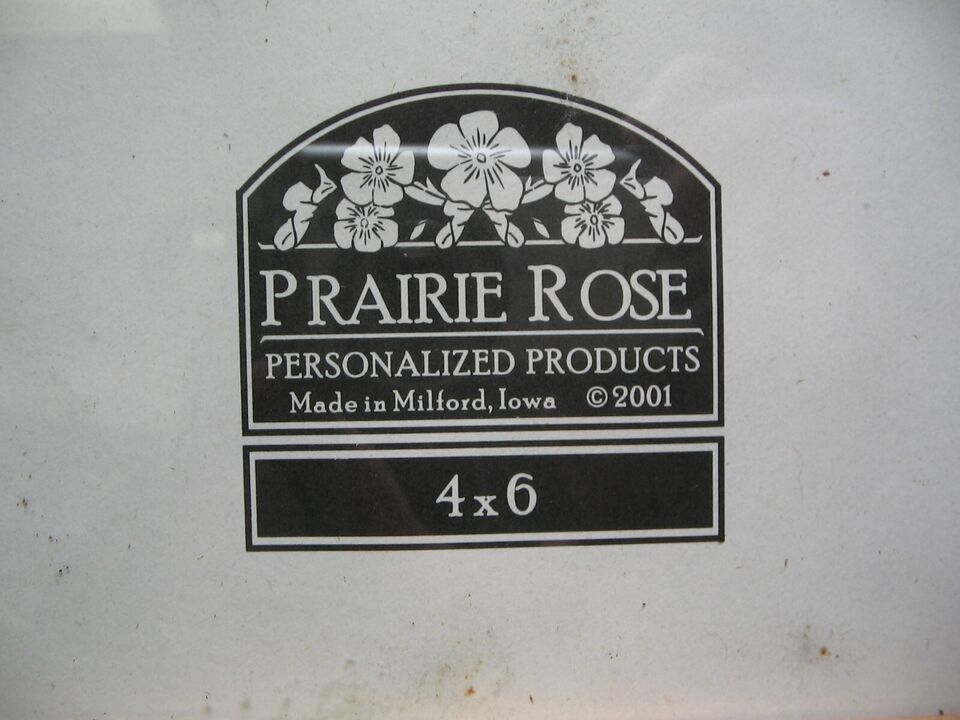 PRAIRIE ROSE
PERSONALIZED PRODUCTS
Made in Milford, Iowa © 2001
4x6